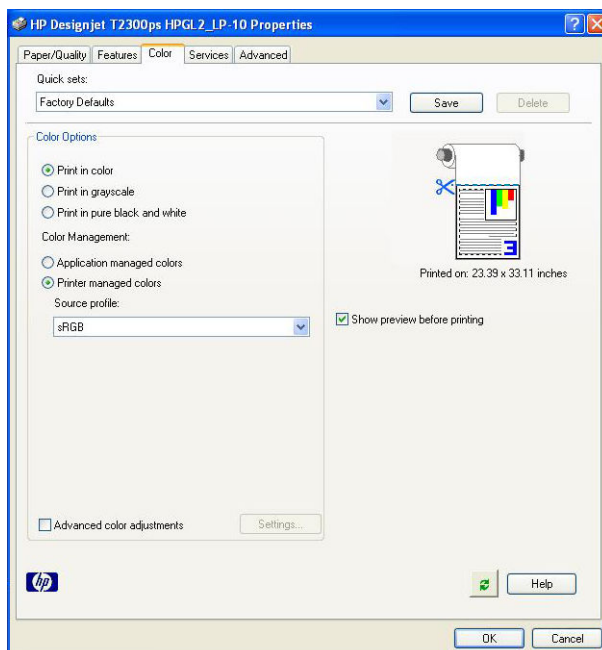 HP Designjet T2300ps HPGL2_LP-10 Properties
Paper/Quality Features Color Services Advanced
Quick sets:
Factory Defaults
Save
Delete
Color Options
Print in color
Print in grayscale
Print in pure black and white
Color Management:
Application managed colors
Printer managed colors
Source profile:
sRGB
3
Printed on: 23.39 x 33.11 inches
Show preview before printing
Advanced color adjustments
Settings...
hp
Help
OK
Cancel